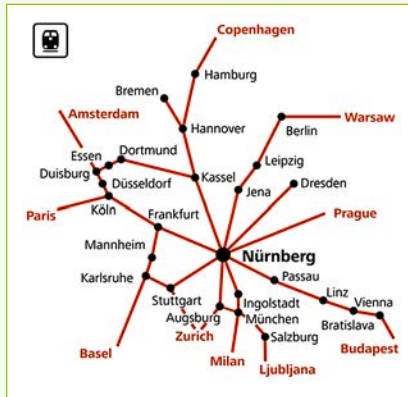 Copenhagen
Hamburg
Bremen
Amsterdam
Hannover
Warsaw
Berlin
Essen
Dortmund
Leipzig
Duisburg
Kassel
Dresden
Düsseldorf
Jena
Paris
Köln
Frankfurt
Prague
Mannheim
Nürnberg
Karlsruhe
Passau
Stuttgart
Ingolstadt
Linz
Vienna
Augsburg
München
Bratislava
Zurich
Salzburg
Basel
Milan
Budapest
Ljubljana